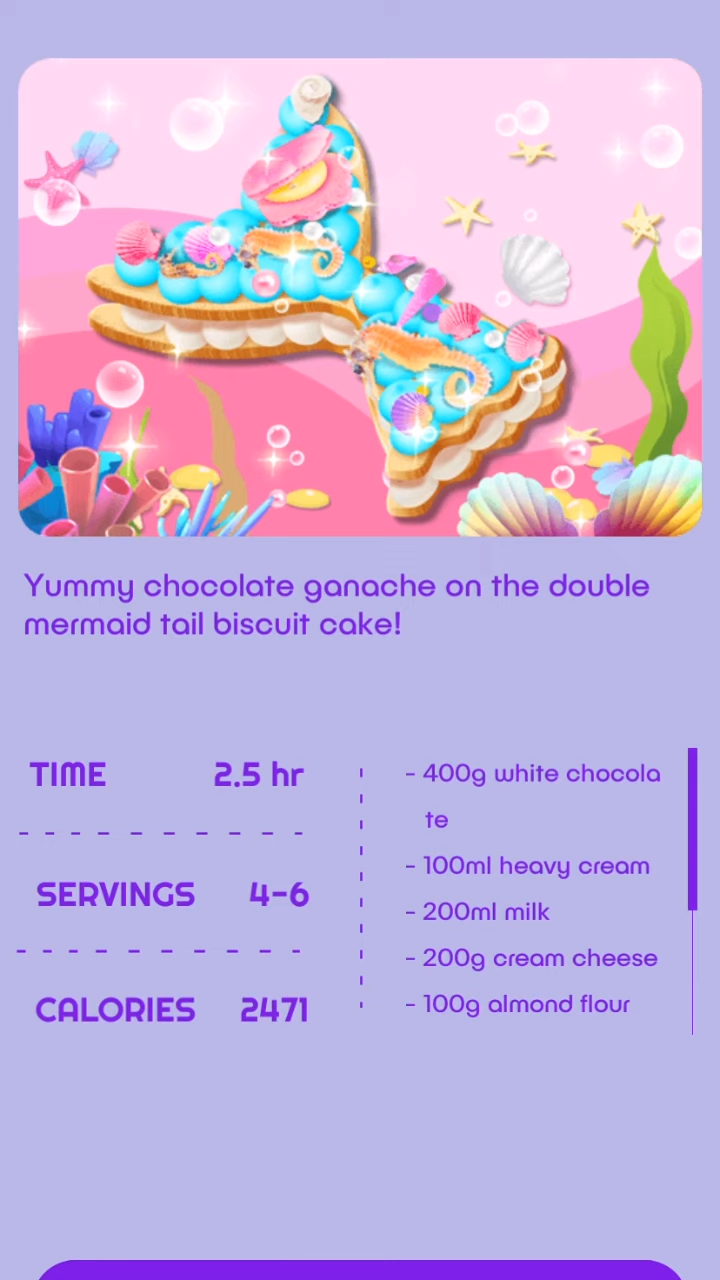 Yummy chocolate ganache on the double
mermaid tail biscuit cake!
TIME 2.5 hr
SERVINGS 4-6
CALORIES 2471
- 400g white chocola
te
- 100ml heavy cream
- 200ml milk
- 200g cream cheese
- 100g almond flour